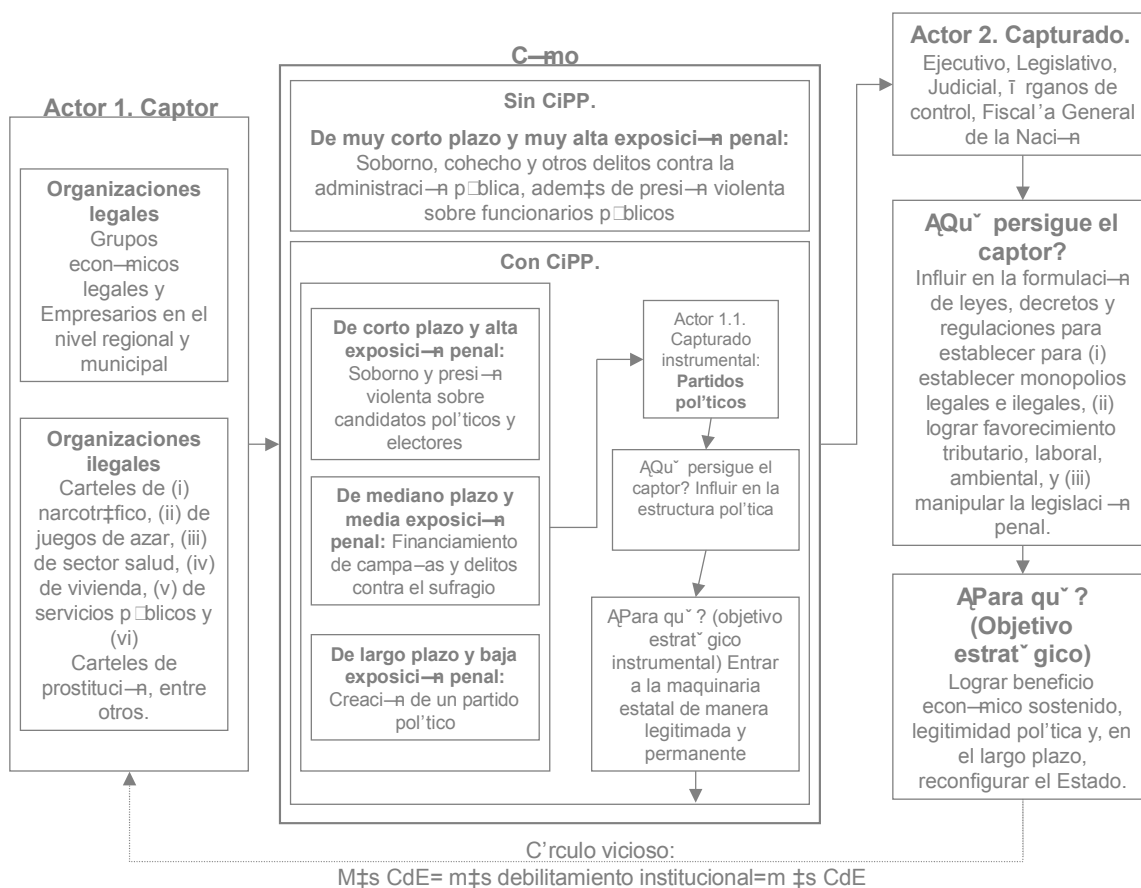 Actor 1. Captor
Organizaciones
legales
Grupos
econ—micos
legales y
Empresarios en el
nivel regional y
municipal
Organizaciones
ilegales
Carteles de (i)
narcotr‡fico, (ii) de
juegos de azar, (iii)
de sector salud, (iv)
de vivienda, (v) de
servicios p□blicos y
(vi)
Carteles de
prostituci—n, entre
otros.
C—mo
Sin CiPP.
De muy corto plazo y muy alta exposici—n penal:
Soborno, cohecho y otros delitos contra la
administraci—n p□blica, adem‡s de presi—n violenta
sobre funcionarios p□blicos
Con CiPP.
De corto plazo y alta
exposici—n penal:
Soborno y presi—n
violenta sobre
candidatos pol’ticos y
electores
De mediano plazo y
media exposici—n
penal: Financiamiento
de campa–as y delitos
contra el sufragio
De largo plazo y baja
exposici—n penal:
Creaci—n de un partido
pol’tico
Actor 1.1.
Capturado
instrumental:
Partidos
pol’ticos
ĄQuˇ persigue el
captor? Influir en la
estructura pol’tica
ĄPara quˇ ? (objetivo
estratˇ gico
instrumental) Entrar
a la maquinaria
estatal de manera
legitimada y
permanente
Actor 2. Capturado.
Ejecutivo, Legislativo,
Judicial, ī rganos de
control, Fiscal’a General
de la Naci—n
ĄQuˇ persigue el
captor?
Influir en la formulaci—n
de leyes, decretos y
regulaciones para
establecer para (i)
establecer monopolios
legales e ilegales, (ii)
lograr favorecimiento
tributario, laboral,
ambiental, y (iii)
manipular la legislaci —n
penal.
ĄPara quˇ ?
(Objetivo
estratˇ gico)
Lograr beneficio
econ—mico sostenido,
legitimidad pol’tica y, en
el largo plazo,
reconfigurar el Estado.
C’rculo vicioso:
M‡s CdE= m‡s debilitamiento institucional=m ‡s CdE